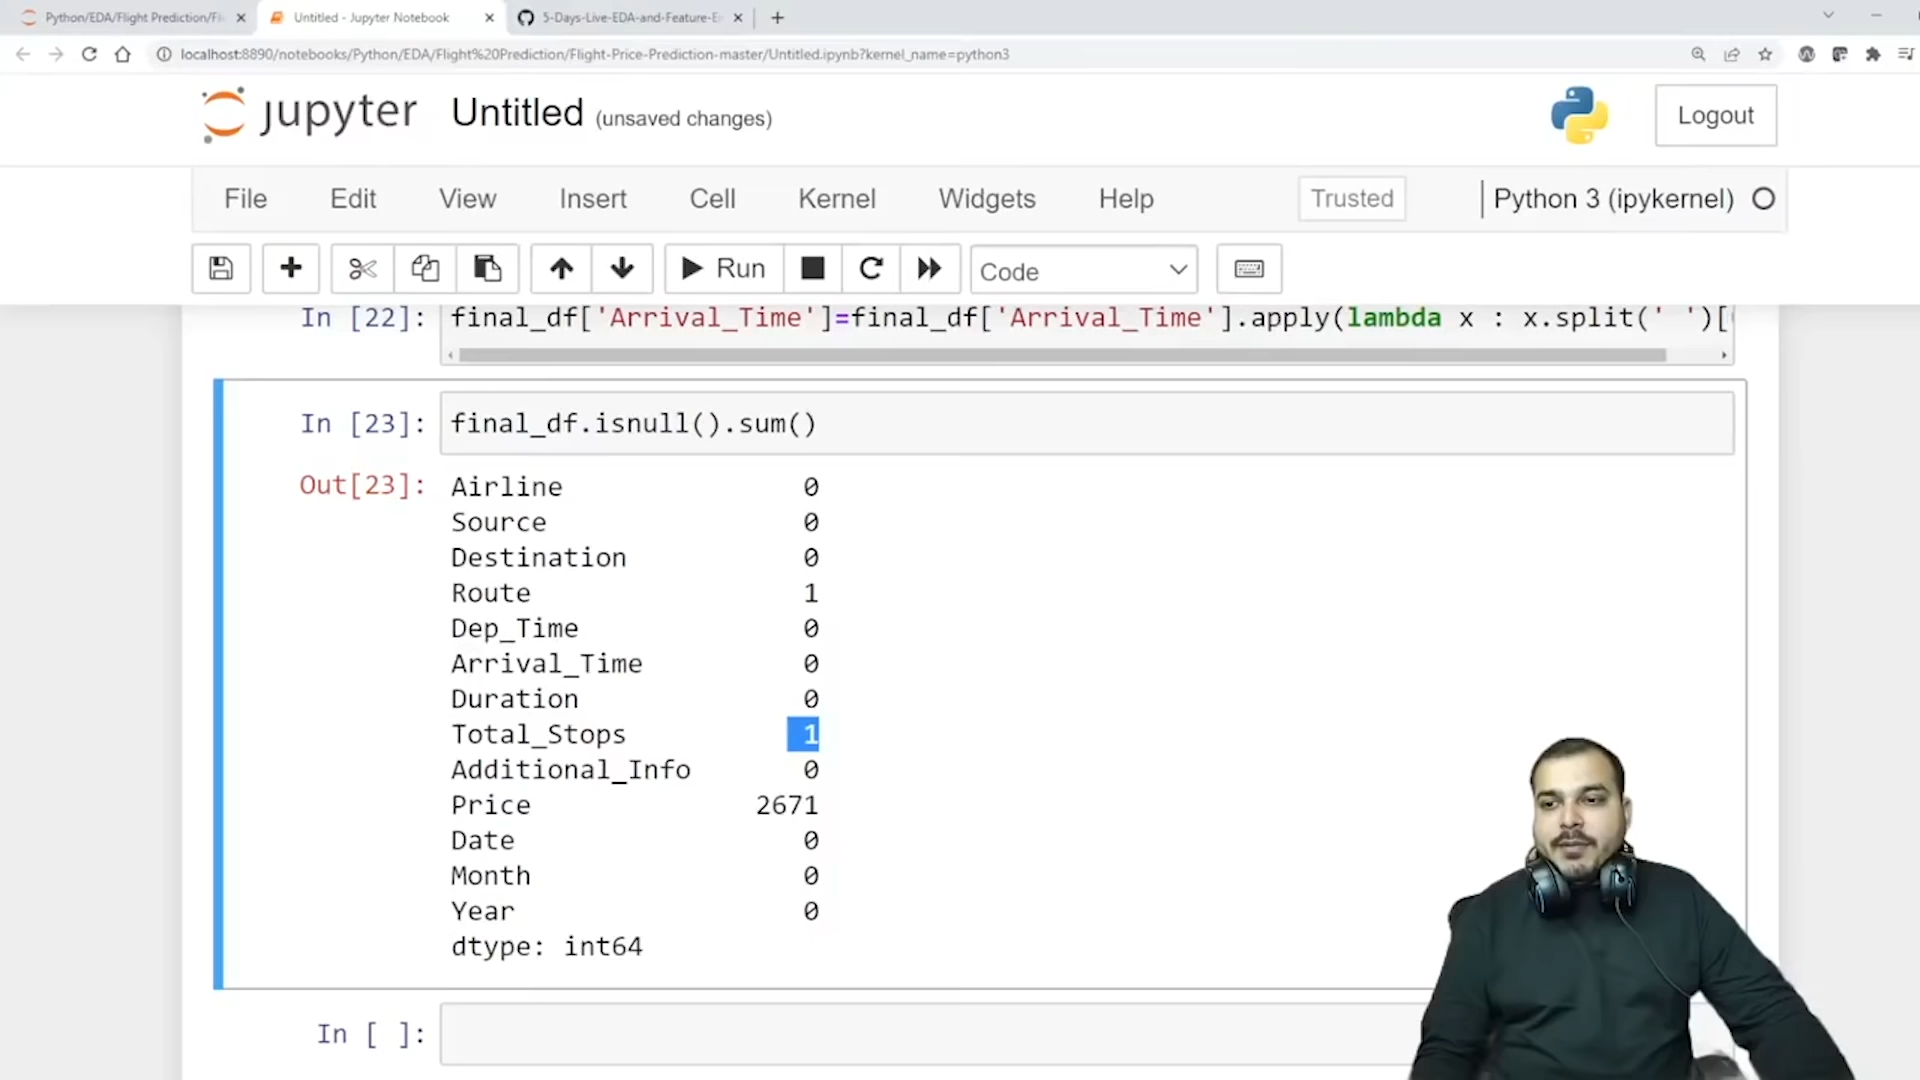 Python/EDA/Flight Prediction/Fli
Untitled - Jupyter Notebook
5-Days-Live-EDA-and-Feature-E
localhost:8890/notebooks/Python/EDA/Flight%20Prediction/Flight-Price-Prediction-master/Untitled.ipynb?kernel_name=python3
jupyter Untitled (unsaved changes)
Logout
File Edit View Insert Cell Kernel Widgets Help Trusted Python 3 (ipykernel)
Run Code
In [22]: final_df['Arrival_Time']=final_df['Arrival_Time'].apply(lambda x : x.split(' ')[
In [23]: final_df.isnull().sum()
Out[23]: Airline 0
Source 0
Destination 0
Route 1
Dep_Time 0
Arrival_Time 0
Duration 0
Total_Stops 1
Additional_Info 0
Price 2671
Date 0
Month 0
Year 0
dtype: int64
In [ ]: